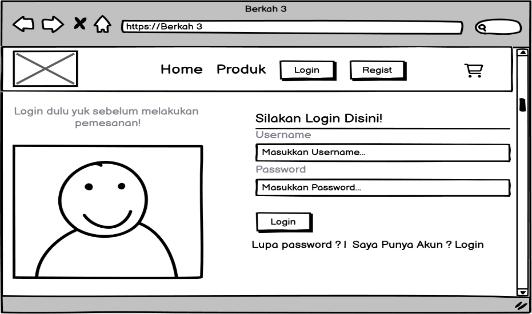 Berkah 3
https://Berkah 3
Home Produk Login Regist
Login dulu yuk sebelum melakukan
pemesanan!
Silakan Login Disini!
Username
Masukkan Username...
Password
Masukkan Password...
Login
Lupa password ? | Saya Punya Akun ? Login